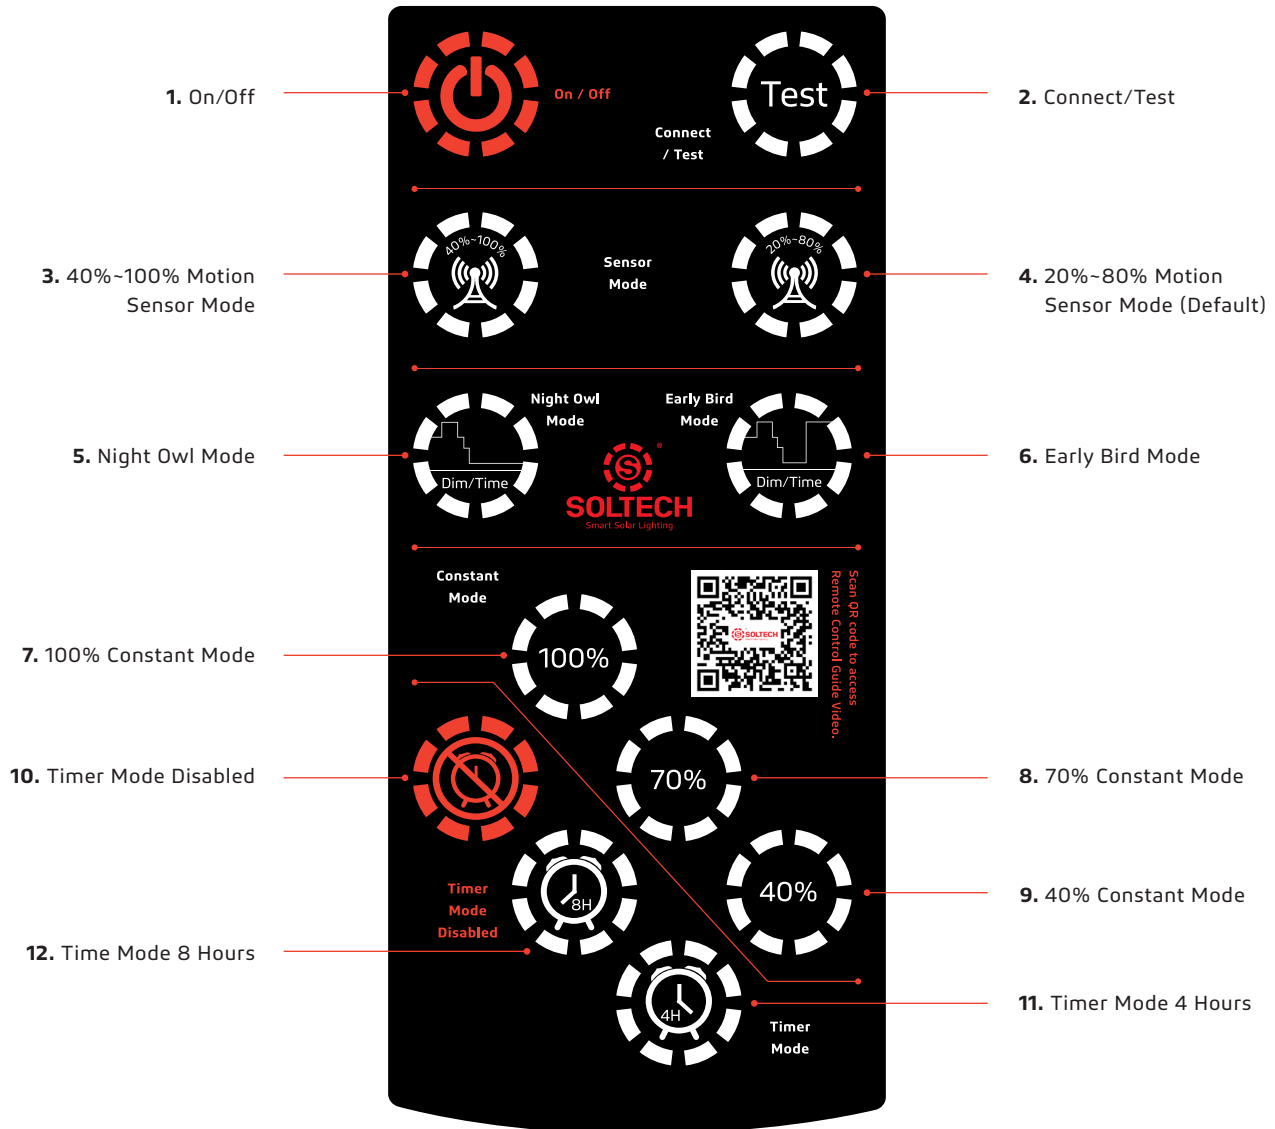 1. On/Off
On / Off
Test
Connect
/ Test
2. Connect/Test
40%~100%
20%~80%
Sensor
Mode
3. 40%~100% Motion
Sensor Mode
4. 20%~80% Motion
Sensor Mode (Default)
Night Owl
Mode
Early Bird
Mode
5. Night Owl Mode
Dim/Time
Dim/Time
6. Early Bird Mode
S
®
SOLTECH
Smart Solar Lighting
Constant
Mode
7. 100% Constant Mode
100%
S SOLTECH
Scan QR code to access
Remote Control Guide Video.
10. Timer Mode Disabled
70%
8. 70% Constant Mode
Timer
Mode
Disabled
8H
40%
9. 40% Constant Mode
12. Time Mode 8 Hours
4H
11. Timer Mode 4 Hours
Timer
Mode